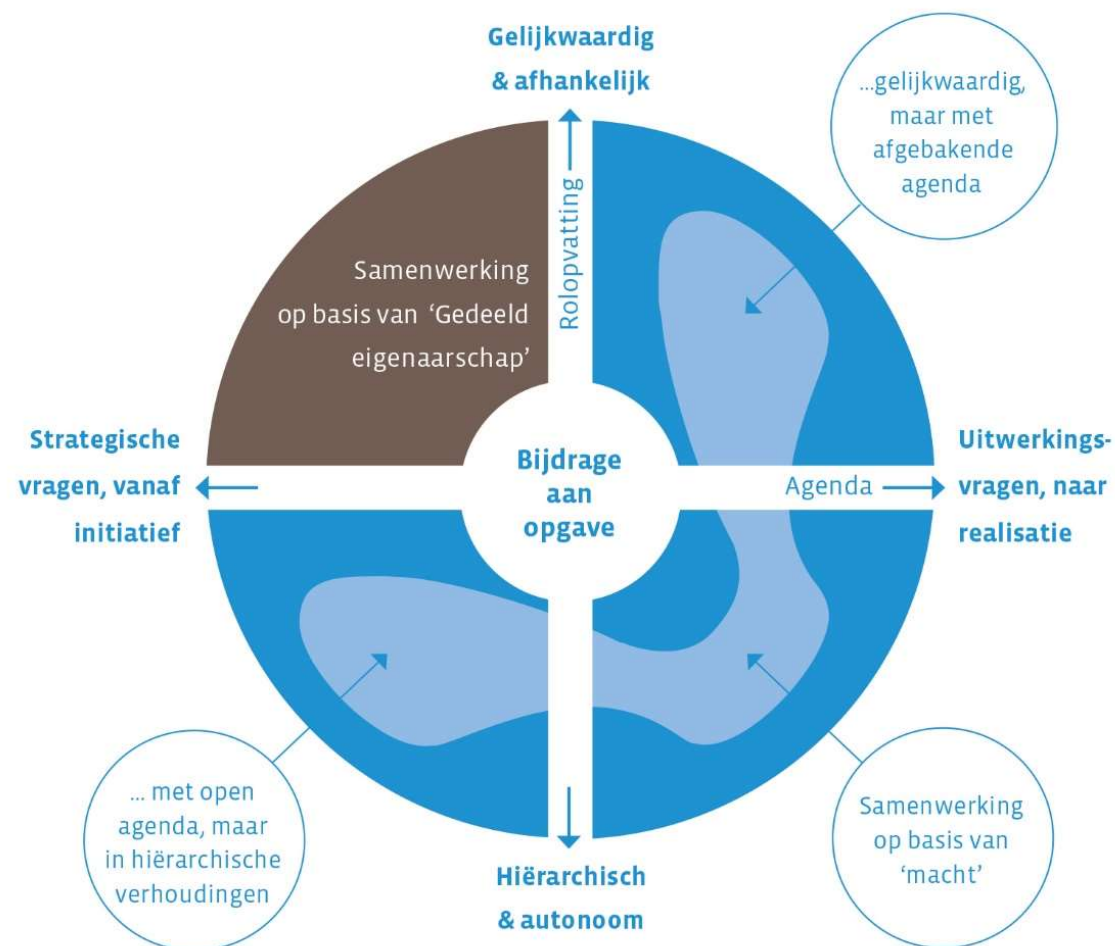 Gelijkwaardig
& afhankelijk
...gelijkwaardig,
maar met
afgebakende
agenda
Rolopvatting
Samenwerking
op basis van ‘Gedeeld
eigenaarschap’
Strategische
vragen, vanaf
initiatief
Bijdrage
aan
opgave
Agenda
Uitwerkings-
vragen, naar
realisatie
... met open
agenda, maar
in hiërarchische
verhoudingen
Hiërarchisch
& autonoom
Samenwerking
op basis van
‘macht’